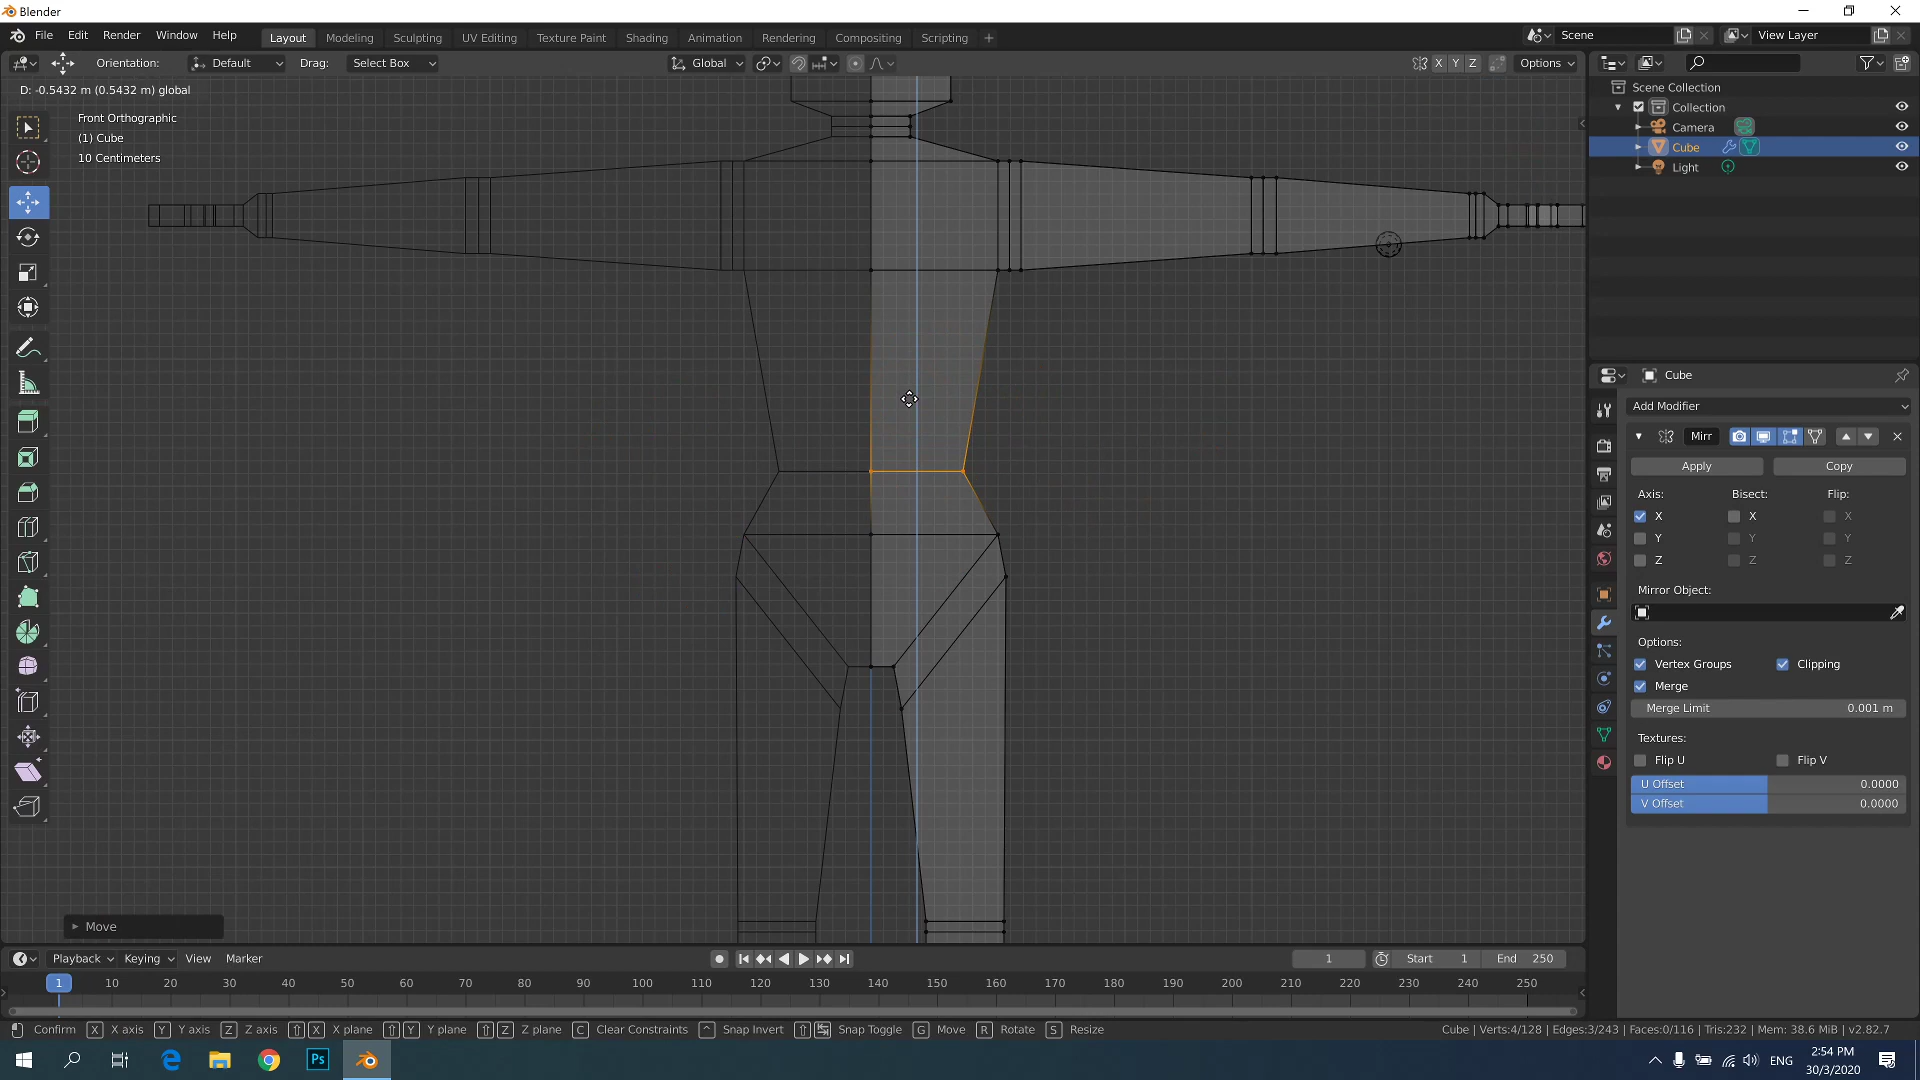 Blender
File Edit Render Window Help
Layout Modeling Sculpting UV Editing Texture Paint Shading Animation Rendering Compositing Scripting +
Scene
View Layer
Orientation: Default Drag: Select Box
Global
X Y Z Options
D: -0.5432 m (0.5432 m) global
Front Orthographic
(1) Cube
10 Centimeters
Scene Collection
Collection
Camera
Cube
Light
Cube
Add Modifier
Mirr
Apply Copy
Axis: Bisect: Flip:
X X X
Y Y Y
Z Z Z
Mirror Object:
Options:
Vertex Groups Clipping
Merge
Merge Limit 0.001 m
Textures:
Flip U Flip V
U Offset 0.0000
V Offset 0.0000
Move
Playback Keying View Marker
1 Start 1 End 250
1 10 20 30 40 50 60 70 80 90 100 110 120 130 140 150 160 170 180 190 200 210 220 230 240 250
Confirm X X axis Y Y axis Z Z axis X X plane Y Y plane Z Z plane C Clear Constraints ^ Snap Invert Snap Toggle G Move R Rotate S Resize
Cube | Verts:4/128 | Edges:3/243 | Faces:0/116 | Tris:232 | Mem: 38.6 MiB | v2.82.7
Ps
ENG
2:54 PM
30/3/2020